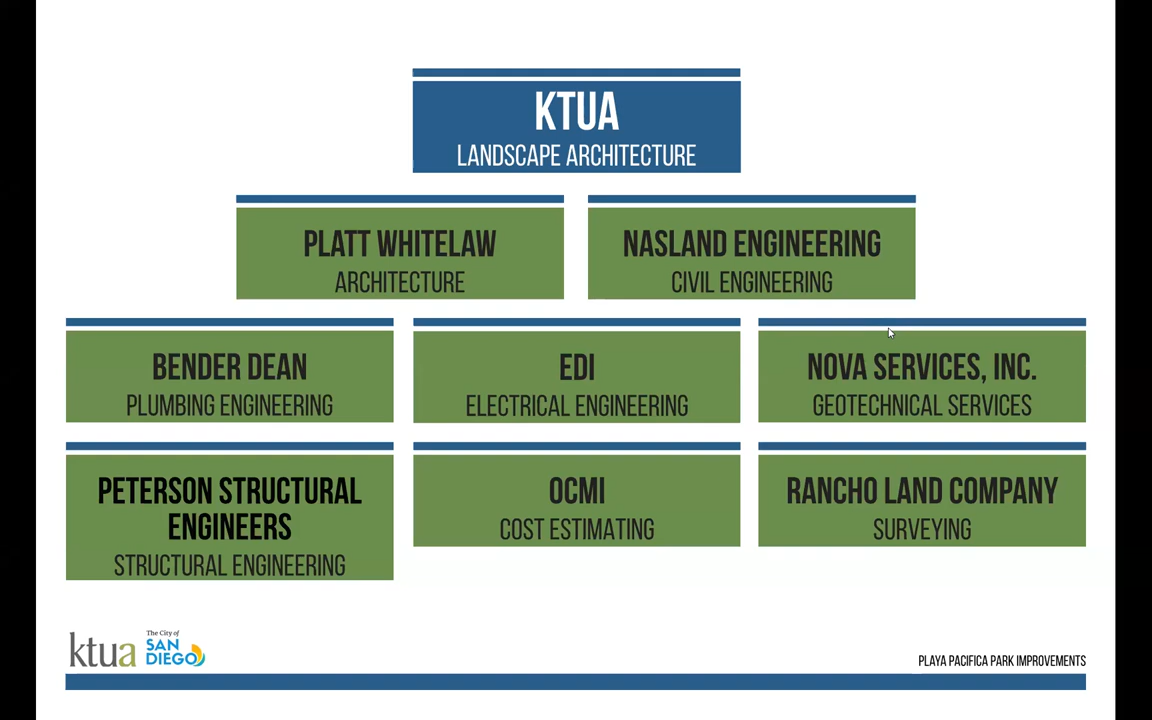 KTUA
LANDSCAPE ARCHITECTURE
PLATT WHITELAW
ARCHITECTURE
NASLAND ENGINEERING
CIVIL ENGINEERING
BENDER DEAN
PLUMBING ENGINEERING
EDI
ELECTRICAL ENGINEERING
NOVA SERVICES, INC.
GEOTECHNICAL SERVICES
PETERSON STRUCTURAL
ENGINEERS
STRUCTURAL ENGINEERING
OCMI
COST ESTIMATING
RANCHO LAND COMPANY
SURVEYING
ktua
The City of
SAN
DIEGO
PLAYA PACIFICA PARK IMPROVEMENTS